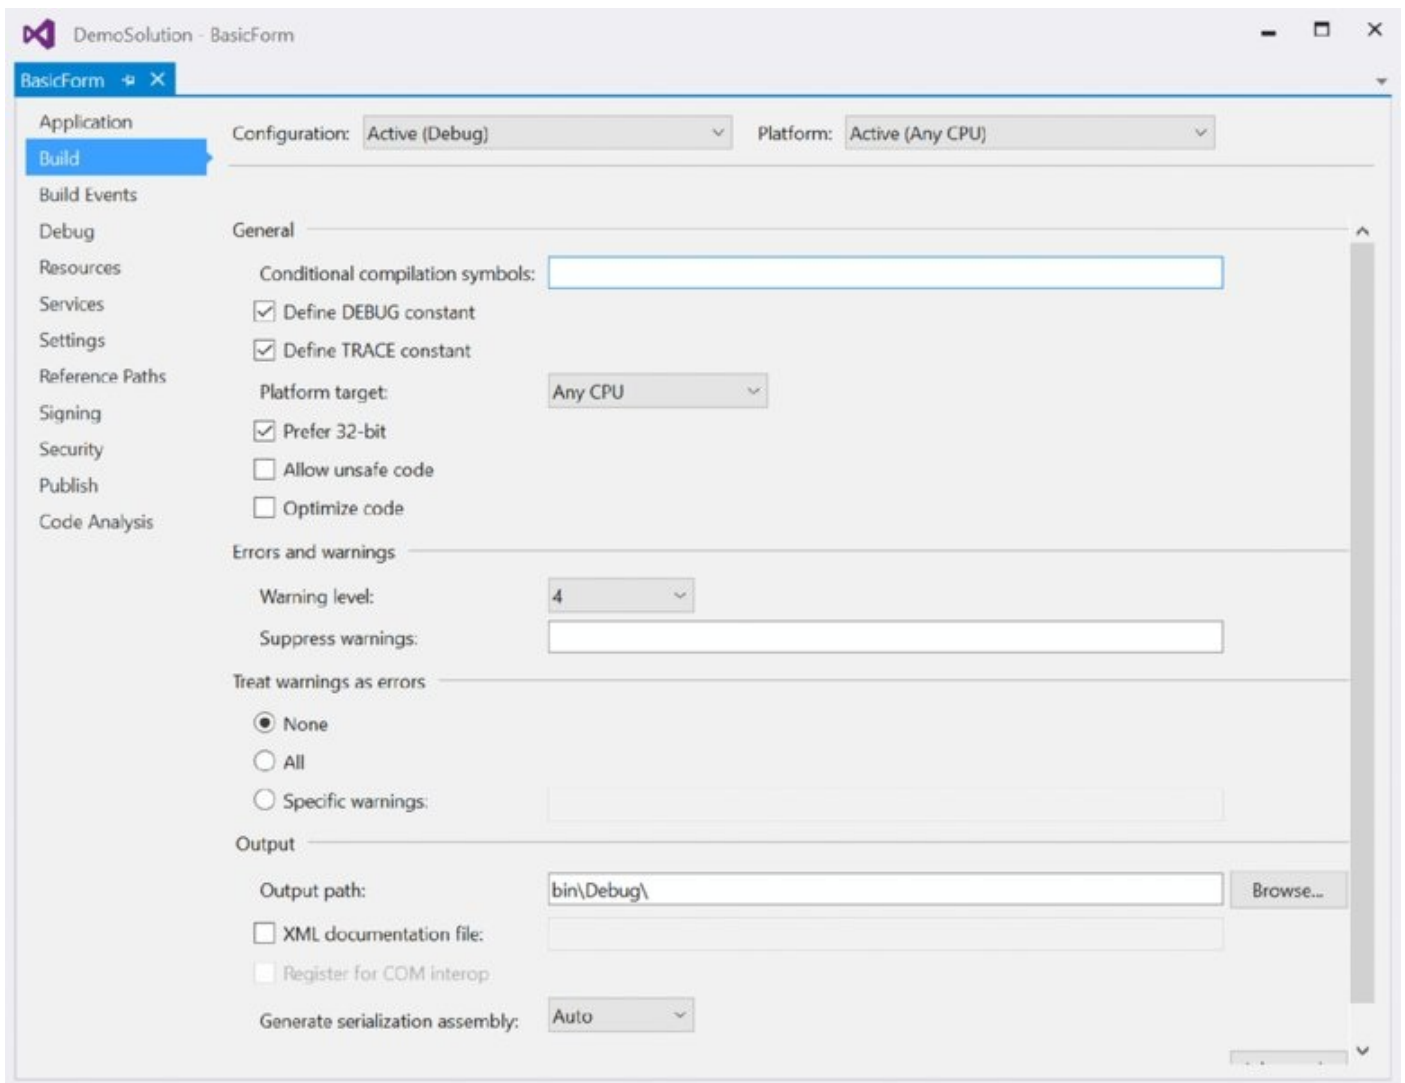 DemoSolution - BasicForm
BasicForm
Application
Build
Build Events
Debug
Resources
Services
Settings
Reference Paths
Signing
Security
Publish
Code Analysis
Configuration: Active (Debug) Platform: Active (Any CPU)
General
Conditional compilation symbols:
Define DEBUG constant
Define TRACE constant
Platform target: Any CPU
Prefer 32-bit
Allow unsafe code
Optimize code
Errors and warnings
Warning level: 4
Suppress warnings:
Treat warnings as errors
None
All
Specific warnings:
Output
Output path: bin\Debug\ Browse...
XML documentation file:
Register for COM interop
Generate serialization assembly: Auto